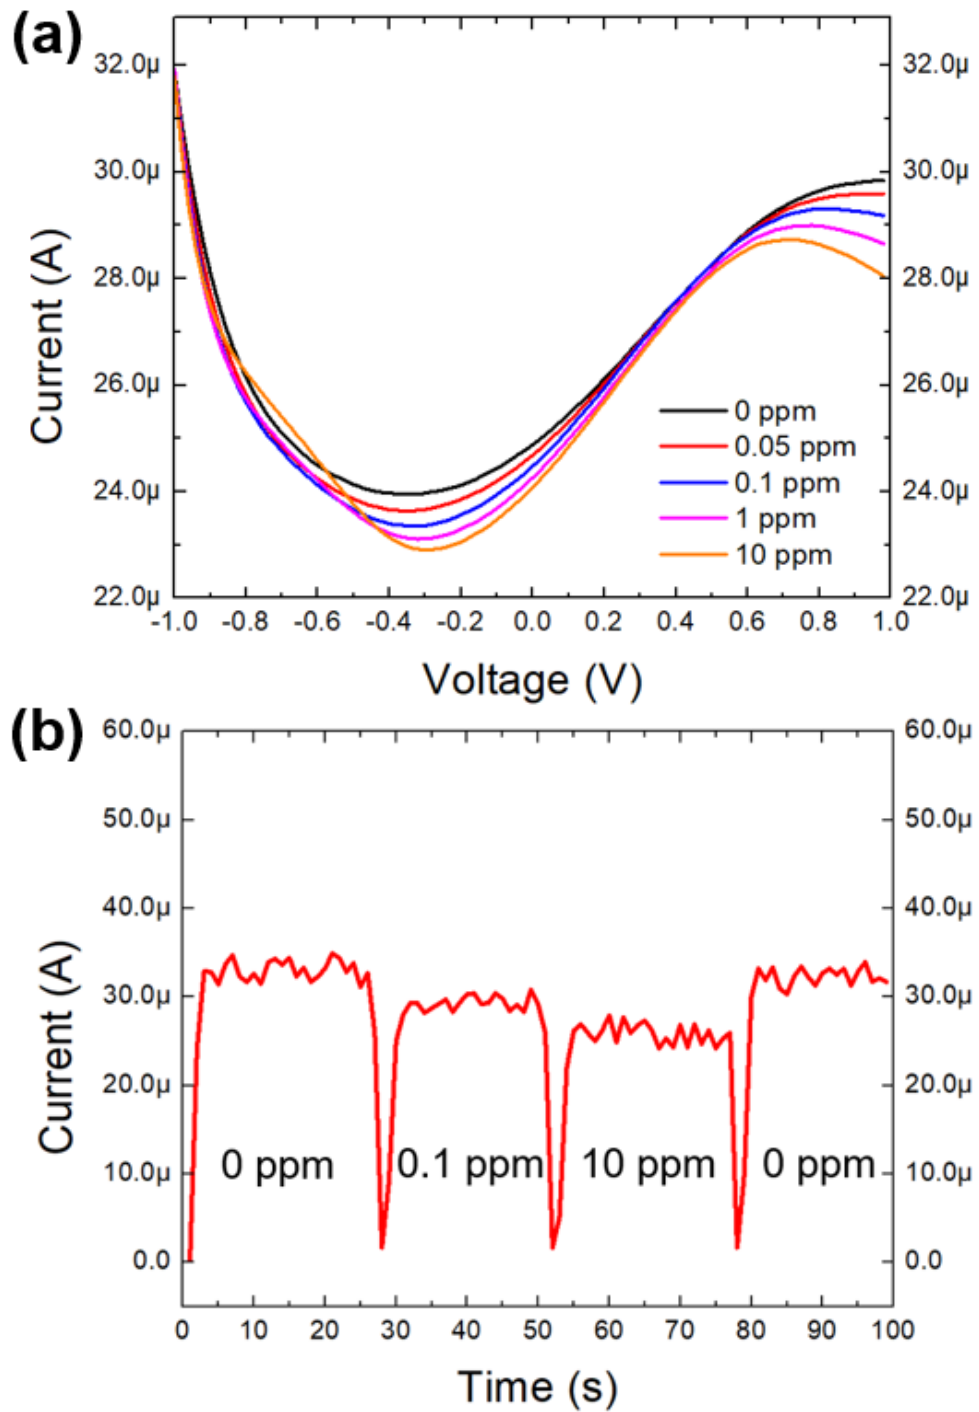 (a)
32.0μ 32.0μ
30.0μ 30.0μ
28.0μ 28.0μ
26.0μ 26.0μ
24.0μ 24.0μ
22.0μ 22.0μ
Current (A)
0 ppm
0.05 ppm
0.1 ppm
1 ppm
10 ppm
-1.0 -0.8 -0.6 -0.4 -0.2 0.0 0.2 0.4 0.6 0.8 1.0
Voltage (V)
(b)
60.0μ 60.0μ
50.0μ 50.0μ
40.0μ 40.0μ
30.0μ 30.0μ
20.0μ 20.0μ
10.0μ 10.0μ
0.0 0.0
Current (A)
0 ppm 0.1 ppm 10 ppm 0 ppm
0 10 20 30 40 50 60 70 80 90 100
Time (s)